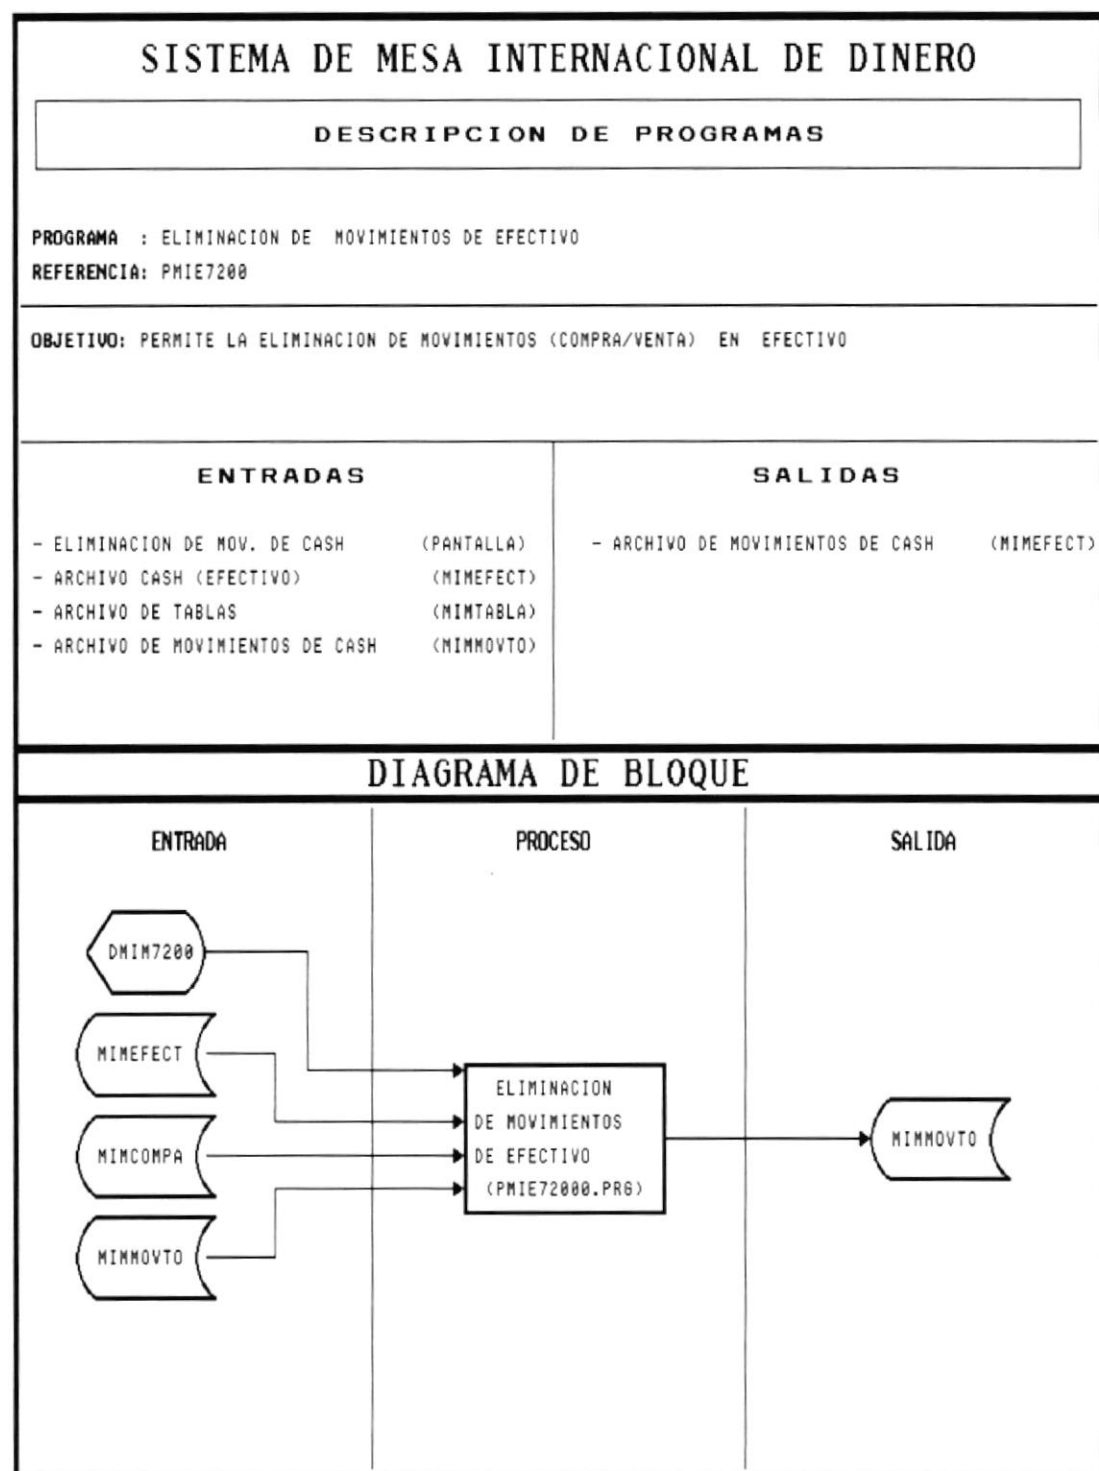 SISTEMA DE MESA INTERNACIONAL DE DINERO
DESCRIPCION DE PROGRAMAS
PROGRAMA : ELIMINACION DE MOVIMIENTOS DE EFECTIVO
REFERENCIA: PMIE7200
OBJETIVO: PERMITE LA ELIMINACION DE MOVIMIENTOS (COMPRA/VENTA) EN EFECTIVO
ENTRADAS
- ELIMINACION DE MOV. DE CASH (PANTALLA)
- ARCHIVO CASH (EFECTIVO) (MIMEFECT)
- ARCHIVO DE TABLAS (MIMTABLA)
- ARCHIVO DE MOVIMIENTOS DE CASH (MIMMOVTO)
SALIDAS
- ARCHIVO DE MOVIMIENTOS DE CASH (MIMEFECT)
DIAGRAMA DE BLOQUE
ENTRADA
DMIM7200
MIMEFECT
MIMCOMPA
MIMMOVTO
PROCESO
ELIMINACION
DE MOVIMIENTOS
DE EFECTIVO
(PMIE72000.PRG)
SALIDA
MIMMOVTO